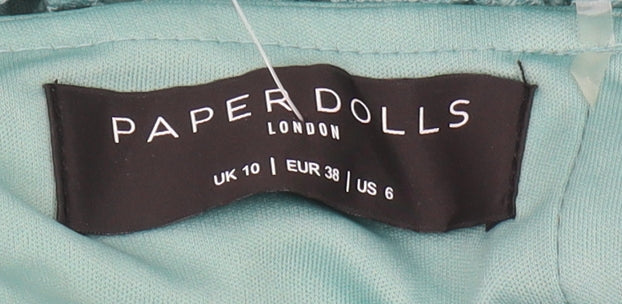 PAPER DOLLS
LONDON
UK 10 | EUR 38 | US 6